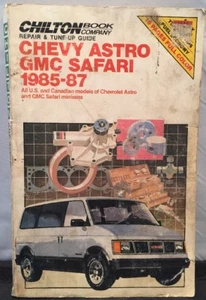 CHILTON BOOK
COMPANY
REPAIR & TUNE-UP GUIDE
CHEVY ASTRO
GMC SAFARI
1985-87
All U.S. and Canadian models of Chevrolet Astro
and GMC Safari minivans